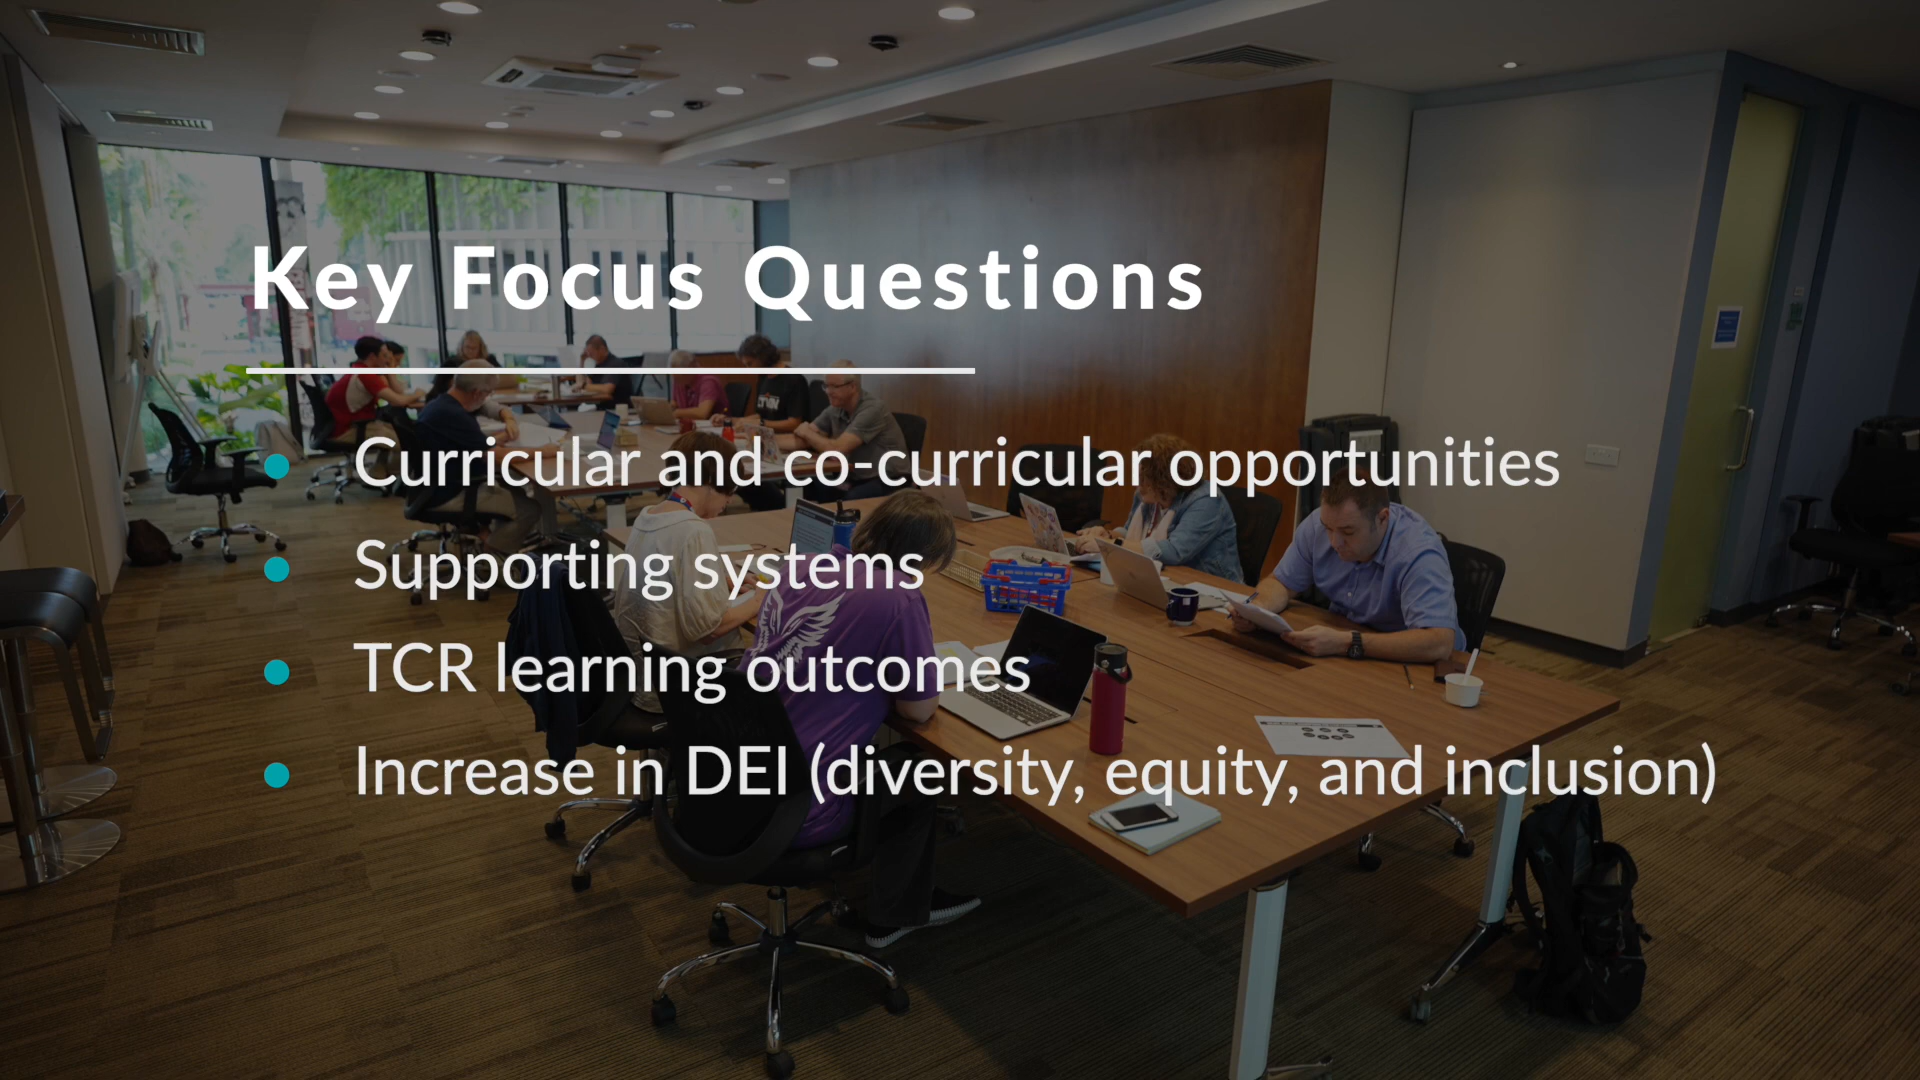 Key Focus Questions
Curricular and co-curricular opportunities
Supporting systems
TCR learning outcomes
Increase in DEI (diversity, equity, and inclusion)